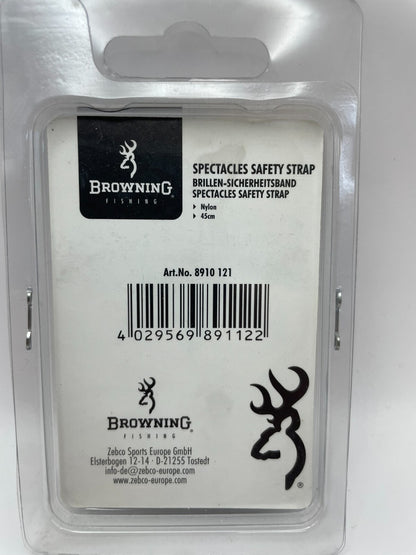 BROWNING
FISHING
SPECTACLES SAFETY STRAP
BRILLEN-SICHERHEITSBAND
SPECTACLES SAFETY STRAP
Nylon
45cm
Art.No. 8910 121
4 029569 891122
BROWNING
FISHING
Zebco Sports Europe GmbH
Elsterbogen 12-14 · D-21255 Tostedt
info-de@zebco-europe.com
www.zebco-europe.com
®